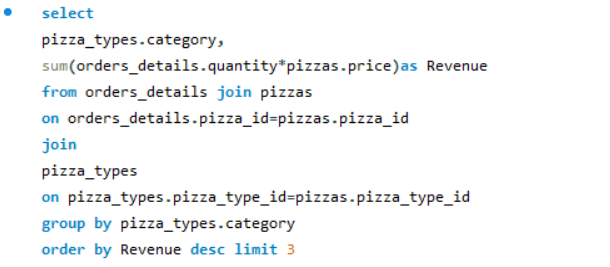 select
pizza_types.category,
sum(orders_details.quantity*pizzas.price)as Revenue
from orders_details join pizzas
on orders_details.pizza_id=pizzas.pizza_id
join
pizza_types
on pizza_types.pizza_type_id=pizzas.pizza_type_id
group by pizza_types.category
order by Revenue desc limit 3